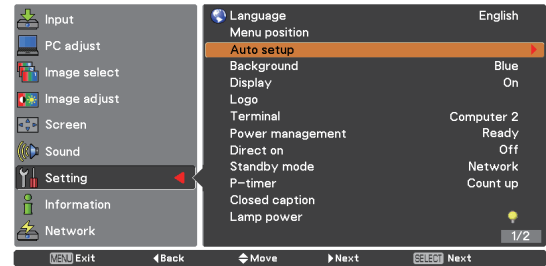 Input
PC adjust
Image select
Image adjust
Screen
Sound
Setting
Information
Network
Language English
Menu position
Auto setup
Background Blue
Display On
Logo
Terminal Computer 2
Power management Ready
Direct on Off
Standby mode Network
P-timer Count up
Closed caption
Lamp power
1/2
MENU Exit Back Move Next SELECT Next